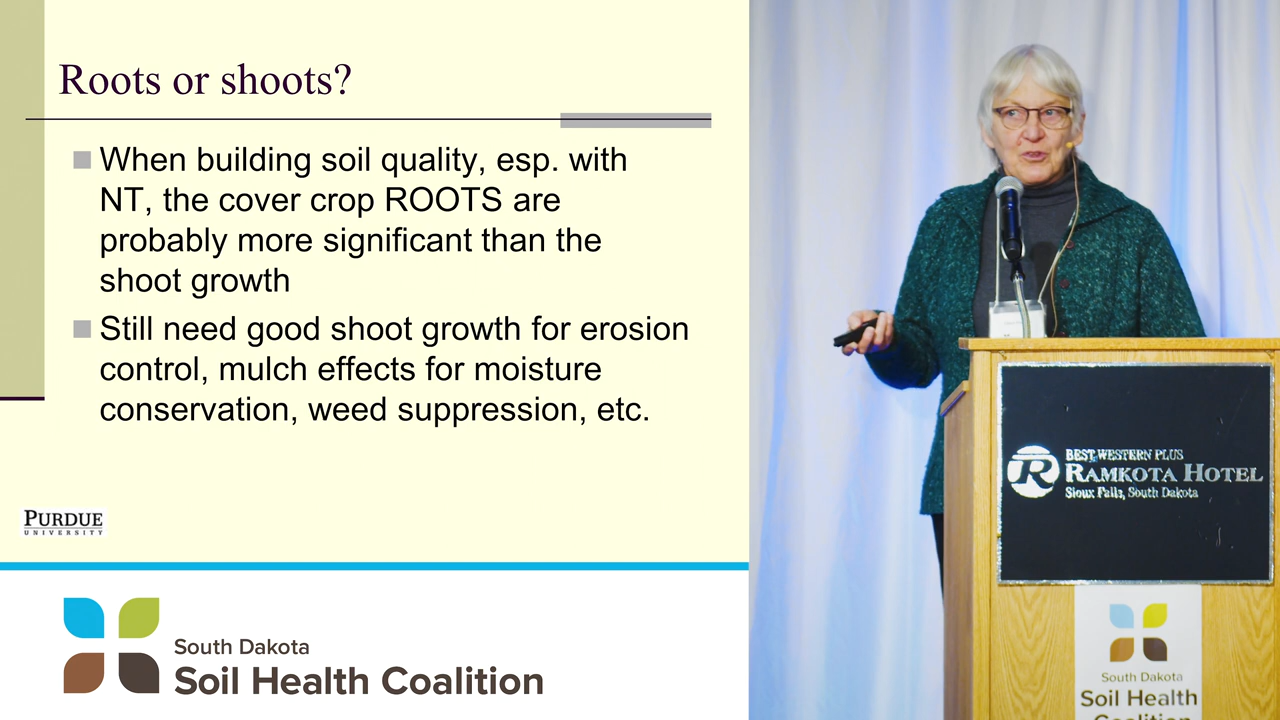 Roots or shoots?
When building soil quality, esp. with
NT, the cover crop ROOTS are
probably more significant than the
shoot growth
Still need good shoot growth for erosion
control, mulch effects for moisture
conservation, weed suppression, etc.
PURDUE
UNIVERSITY
South Dakota
Soil Health Coalition
R
BEST WESTERN PLUS
RAMKOTA HOTEL
Sioux Falls, South Dakota
South Dakota
Soil Health
Coalition